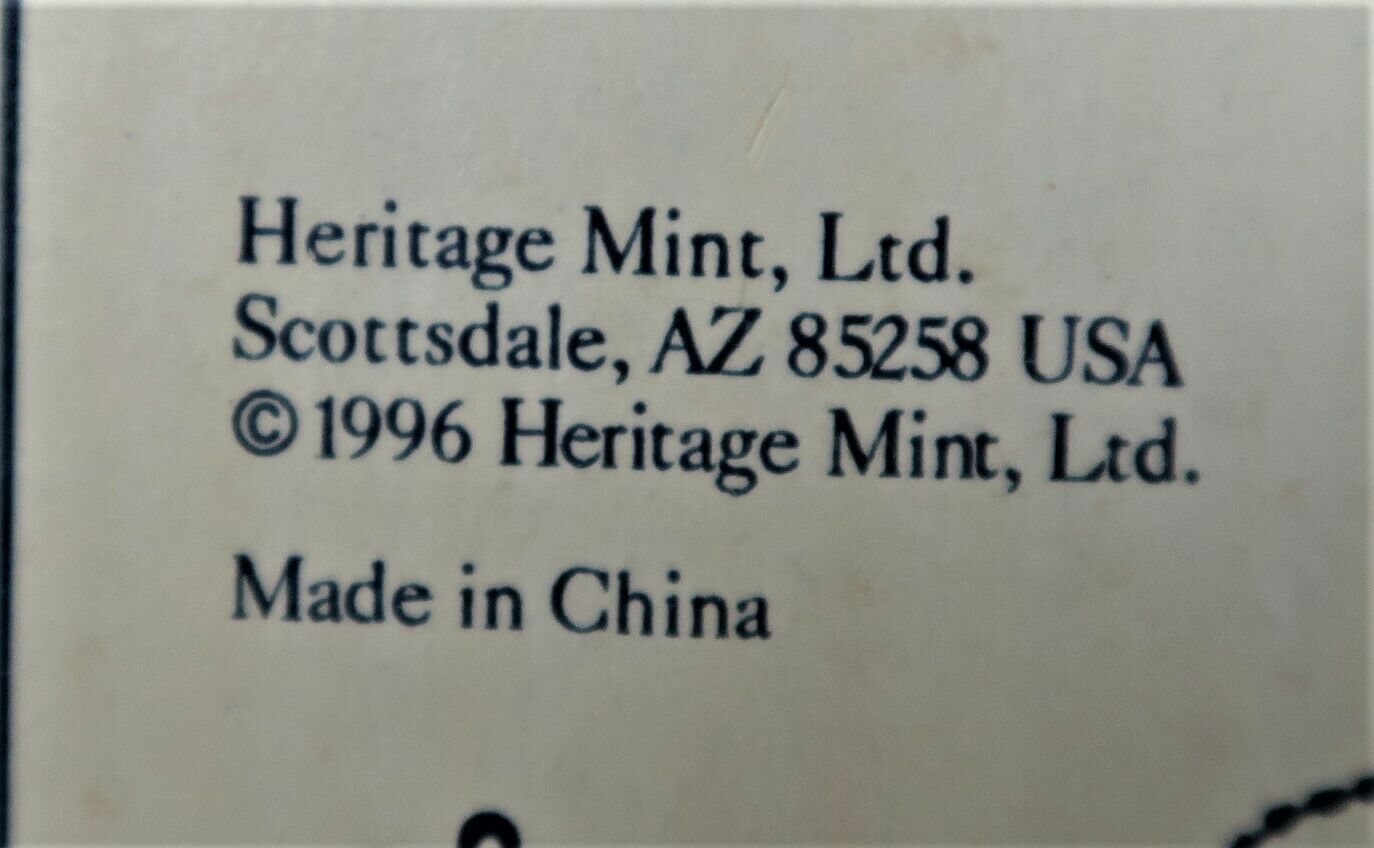 Heritage Mint, Ltd.
Scottsdale, AZ 85258 USA
©1996 Heritage Mint, Ltd.
Made in China